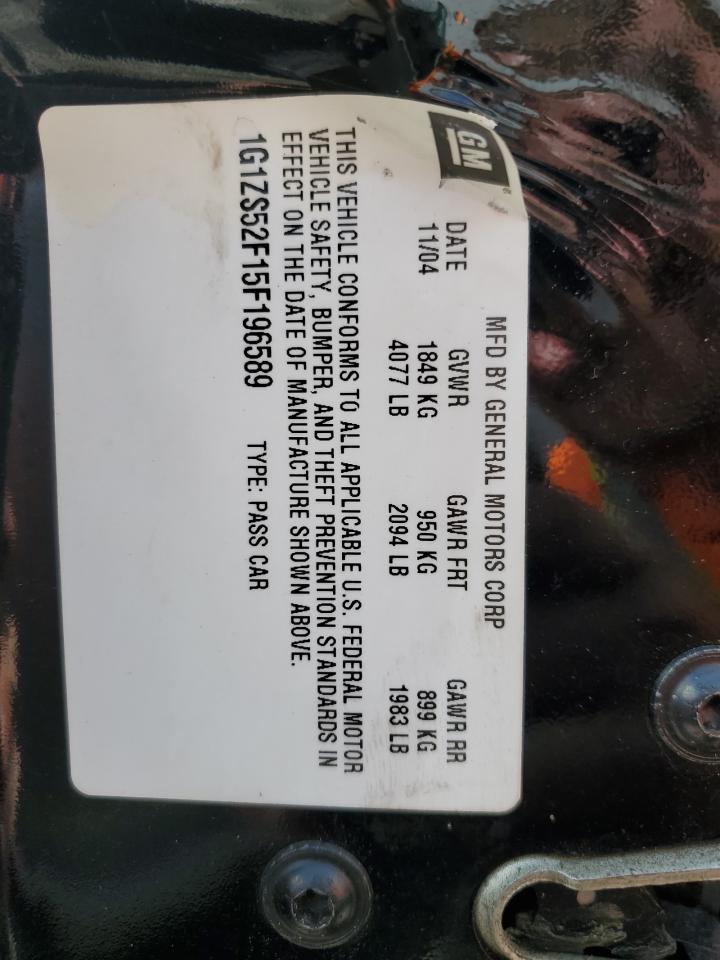 GM
MFD BY GENERAL MOTORS CORP
DATE GVWR GAWR FRT GAWR RR
11/04 1849 KG 950 KG 899 KG
4077 LB 2094 LB 1983 LB
THIS VEHICLE CONFORMS TO ALL APPLICABLE U.S. FEDERAL MOTOR
VEHICLE SAFETY, BUMPER, AND THEFT PREVENTION STANDARDS IN
EFFECT ON THE DATE OF MANUFACTURE SHOWN ABOVE.
1G1ZS52F15F196589 TYPE: PASS CAR